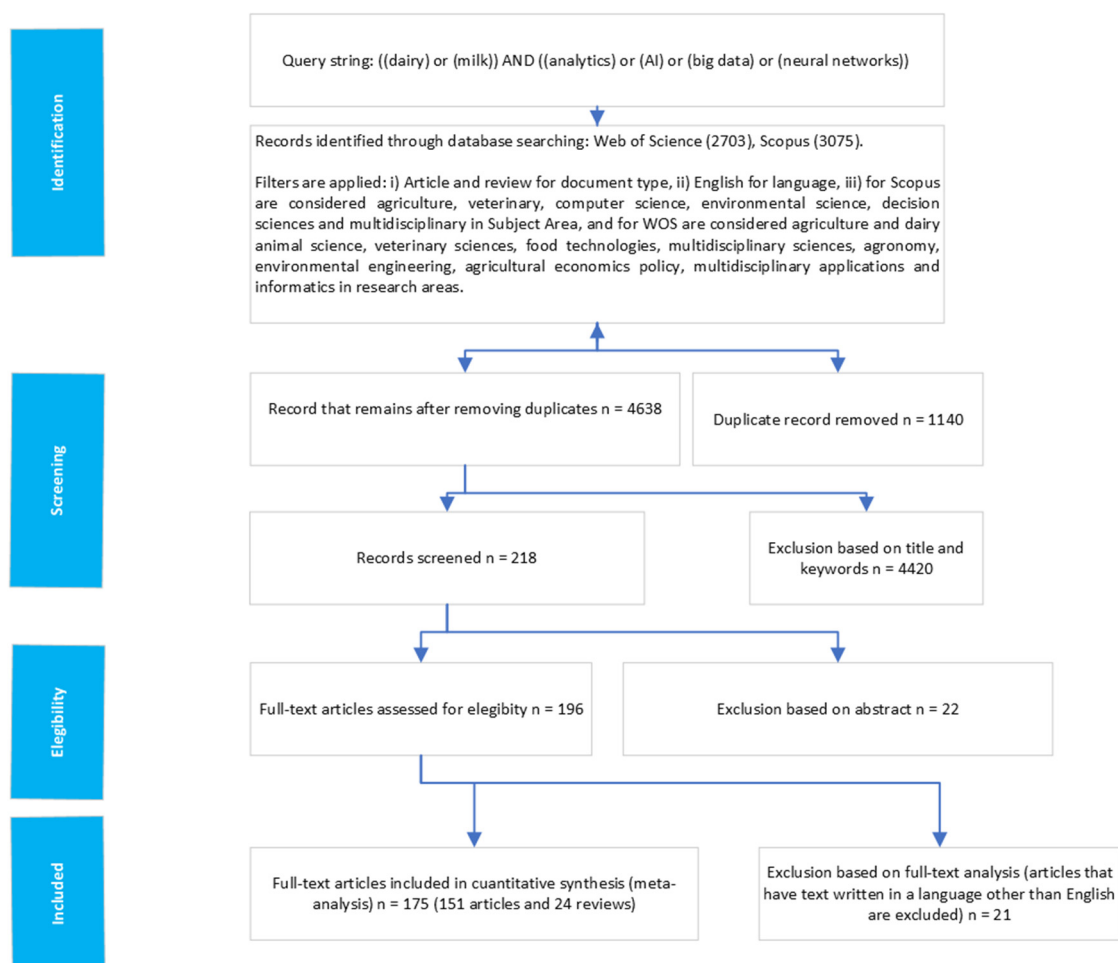 Identification
Query string: ((dairy) or (milk)) AND ((analytics) or (AI) or (big data) or (neural networks))
Records identified through database searching: Web of Science (2703), Scopus (3075).
Filters are applied: i) Article and review for document type, ii) English for language, iii) for Scopus
are considered agriculture, veterinary, computer science, environmental science, decision
sciences and multidisciplinary in Subject Area, and for WOS are considered agriculture and dairy
animal science, veterinary sciences, food technologies, multidisciplinary sciences, agronomy,
environmental engineering, agricultural economics policy, multidisciplinary applications and
informatics in research areas.
Screening
Record that remains after removing duplicates n = 4638
Duplicate record removed n = 1140
Records screened n = 218
Exclusion based on title and
keywords n = 4420
Elegibility
Full-text articles assessed for elegibity n = 196
Exclusion based on abstract n = 22
Included
Full-text articles included in cuantitative synthesis (meta-
analysis) n = 175 (151 articles and 24 reviews)
Exclusion based on full-text analysis (articles that
have text written in a language other than English
are excluded) n = 21